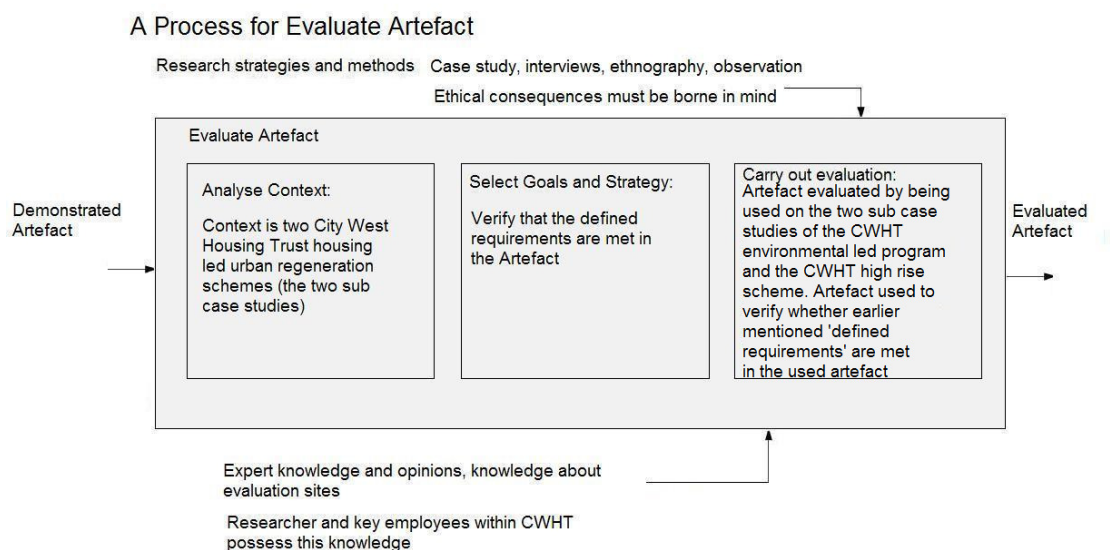 A Process for Evaluate Artefact
Research strategies and methods
Case study, interviews, ethnography, observation
Ethical consequences must be borne in mind
Evaluate Artefact
Demonstrated
Artefact
Analyse Context:
Context is two City West
Housing Trust housing
led urban regeneration
schemes (the two sub
case studies)
Select Goals and Strategy:
Verify that the defined
requirements are met in
the Artefact
Carry out evaluation:
Artefact evaluated by being
used on the two sub case
studies of the CWHT
environmental led program
and the CWHT high rise
scheme. Artefact used to
verify whether earlier
mentioned 'defined
requirements' are met
in the used artefact
Evaluated
Artefact
Expert knowledge and opinions, knowledge about
evaluation sites
Researcher and key employees within CWHT
possess this knowledge